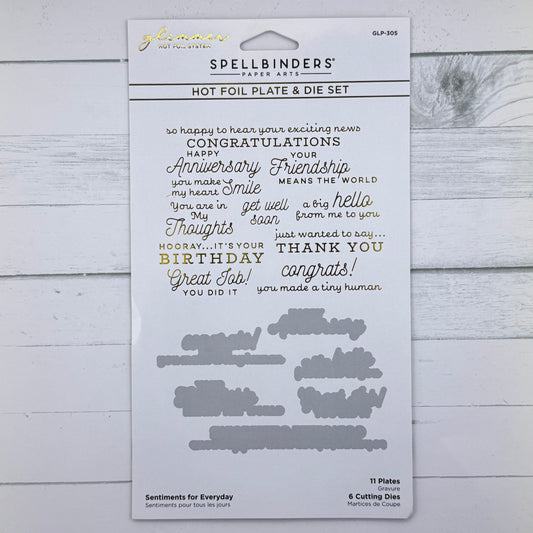 glimmer
HOT FOIL SYSTEM
GLP-305
SPELLBINDERS®
PAPER ARTS
HOT FOIL PLATE & DIE SET
so happy to hear your exciting news
CONGRATULATIONS
HAPPY
Anniversary
YOUR
Friendship
MEANS THE WORLD
you make
my heart Smile
You are in
My
Thoughts
get well
soon
a big hello
from me to you
just wanted to say...
THANK YOU
HOORAY...IT'S YOUR
BIRTHDAY
Great Job!
YOU DID IT
congrats!
you made a tiny human
11 Plates
Gravure
Sentiments for Everyday
Sentiments pour tous les jours
6 Cutting Dies
Matrices de Coupe